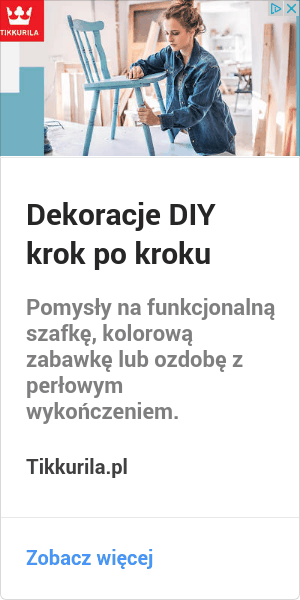 TIKKURILA
Dekoracje DIY
krok po kroku
Pomysły na funkcjonalną
szafkę, kolorową
zabawkę lub ozdobę z
perłowym
wykończeniem.
Tikkurila.pl
Zobacz więcej